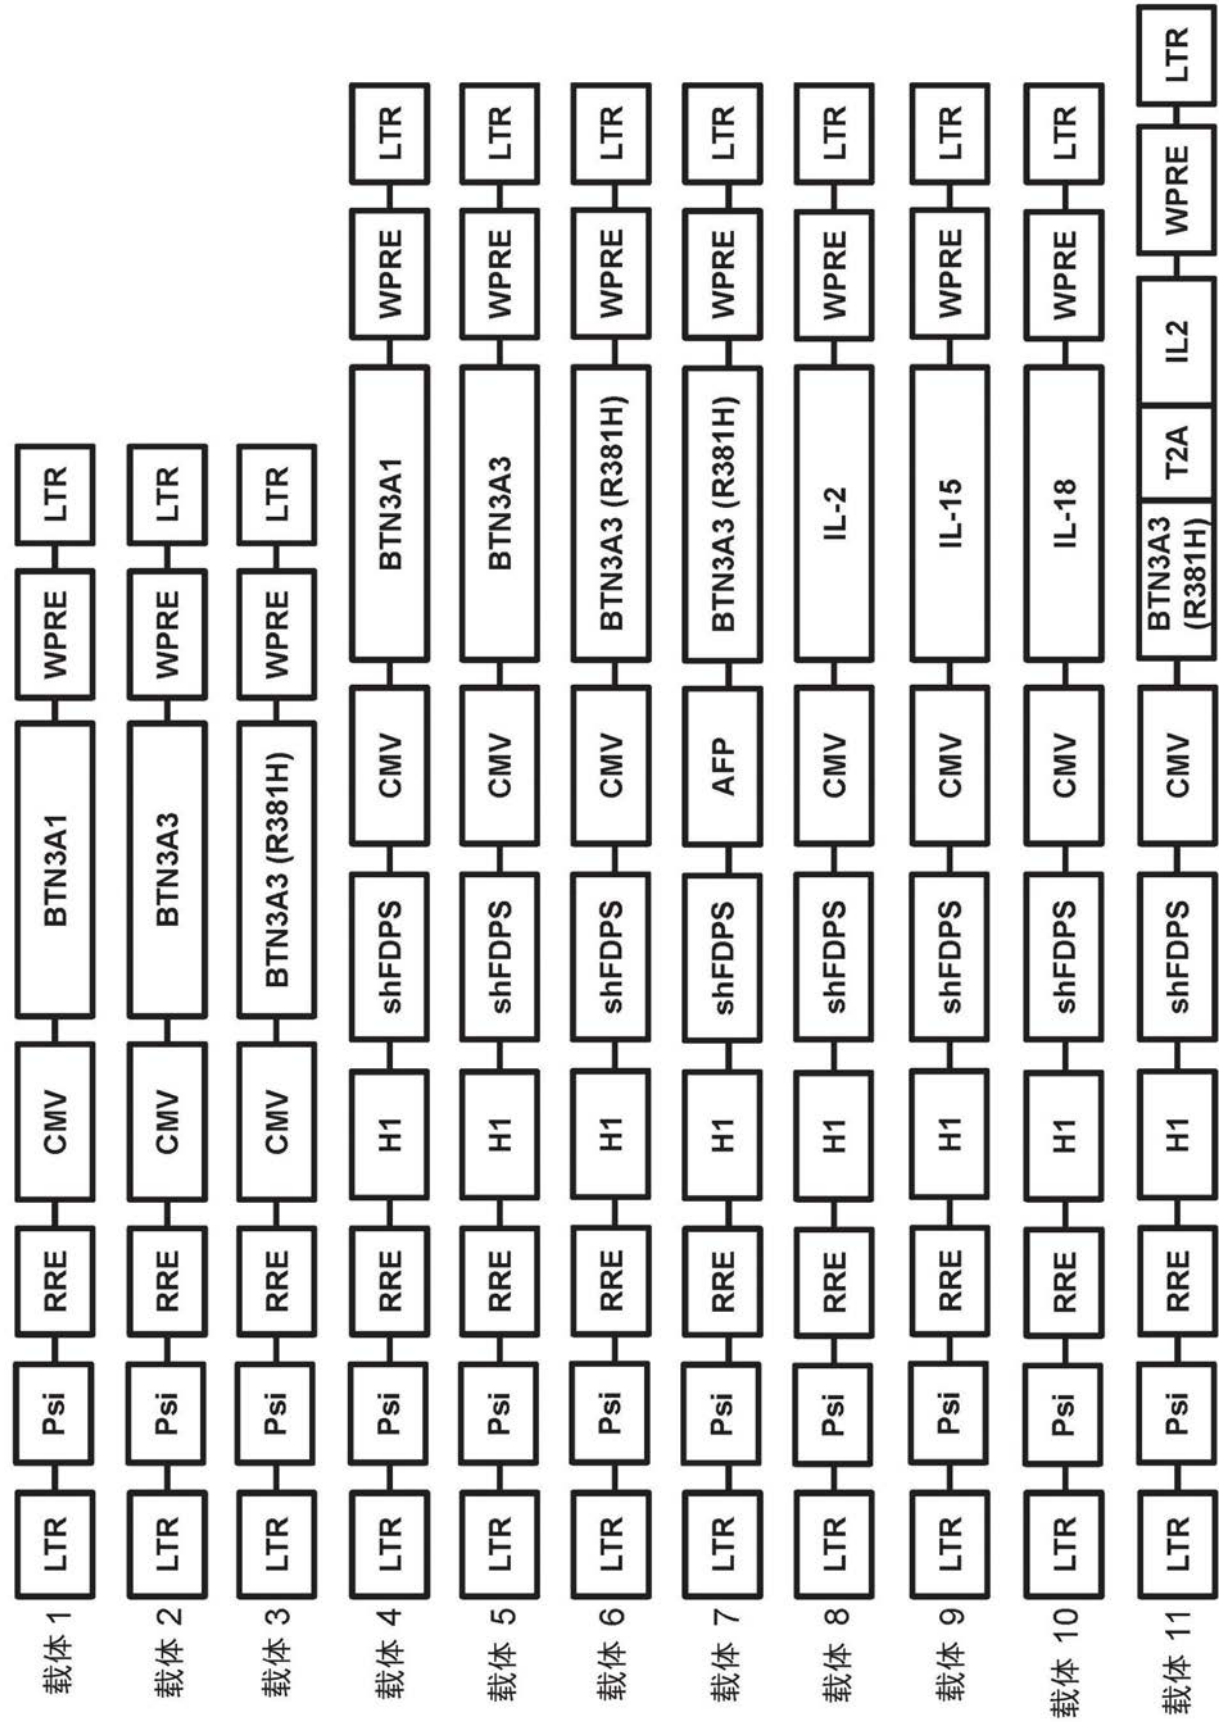 载体 1 LTR Psi RRE CMV BTN3A1 WPRE LTR
载体 2 LTR Psi RRE CMV BTN3A3 WPRE LTR
载体 3 LTR Psi RRE CMV BTN3A3 (R381H) WPRE LTR
载体 4 LTR Psi RRE H1 shFDPS CMV BTN3A1 WPRE LTR
载体 5 LTR Psi RRE H1 shFDPS CMV BTN3A3 WPRE LTR
载体 6 LTR Psi RRE H1 shFDPS CMV BTN3A3 (R381H) WPRE LTR
载体 7 LTR Psi RRE H1 shFDPS AFP BTN3A3 (R381H) WPRE LTR
载体 8 LTR Psi RRE H1 shFDPS CMV IL-2 WPRE LTR
载体 9 LTR Psi RRE H1 shFDPS CMV IL-15 WPRE LTR
载体 10 LTR Psi RRE H1 shFDPS CMV IL-18 WPRE LTR
载体 11 LTR Psi RRE H1 shFDPS CMV BTN3A3 (R381H) T2A IL2 WPRE LTR